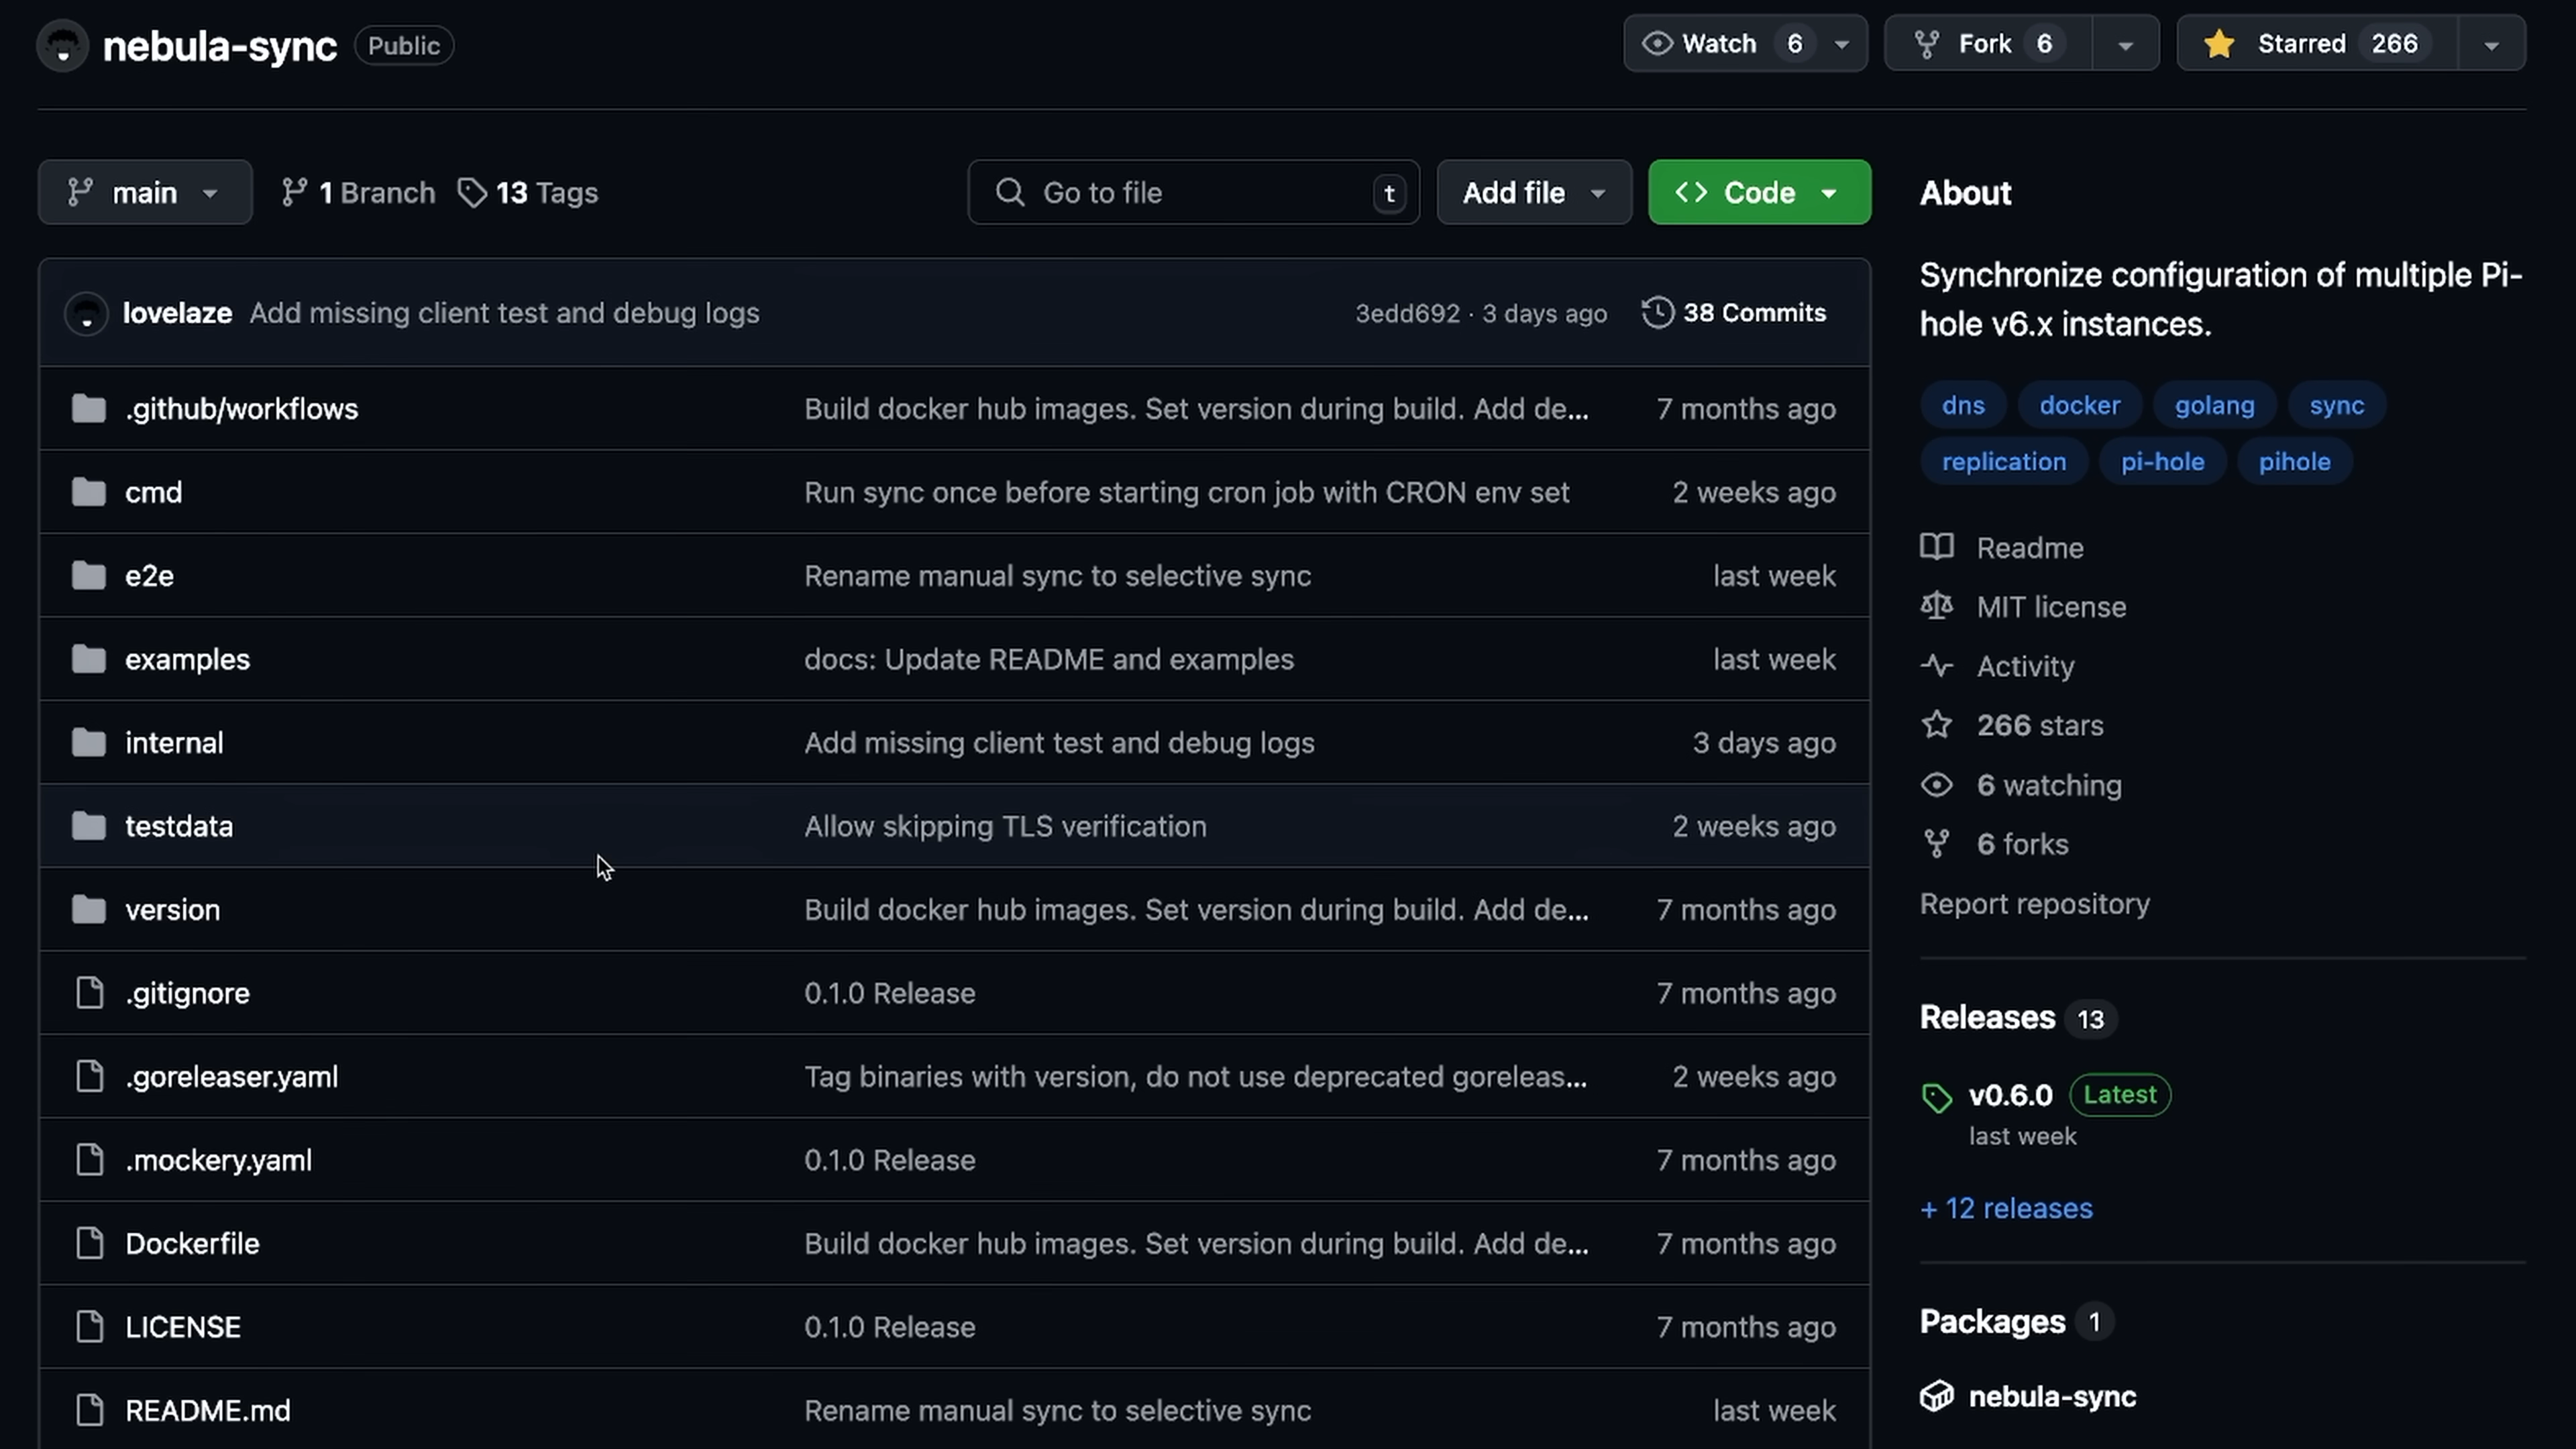 nebula-sync Public Watch 6 Fork 6 Starred 266
main 1 Branch 13 Tags Go to file t Add file Code
lovelaze Add missing client test and debug logs 3edd692 · 3 days ago 38 Commits
.github/workflows Build docker hub images. Set version during build. Add de... 7 months ago
cmd Run sync once before starting cron job with CRON env set 2 weeks ago
e2e Rename manual sync to selective sync last week
examples docs: Update README and examples last week
internal Add missing client test and debug logs 3 days ago
testdata Allow skipping TLS verification 2 weeks ago
version Build docker hub images. Set version during build. Add de... 7 months ago
.gitignore 0.1.0 Release 7 months ago
.goreleaser.yaml Tag binaries with version, do not use deprecated goreleas... 2 weeks ago
.mockery.yaml 0.1.0 Release 7 months ago
Dockerfile Build docker hub images. Set version during build. Add de... 7 months ago
LICENSE 0.1.0 Release 7 months ago
README.md Rename manual sync to selective sync last week
About
Synchronize configuration of multiple Pi-
hole v6.x instances.
dns docker golang sync
replication pi-hole pihole
Readme
MIT license
Activity
266 stars
6 watching
6 forks
Report repository
Releases 13
v0.6.0 Latest
last week
+ 12 releases
Packages 1
nebula-sync